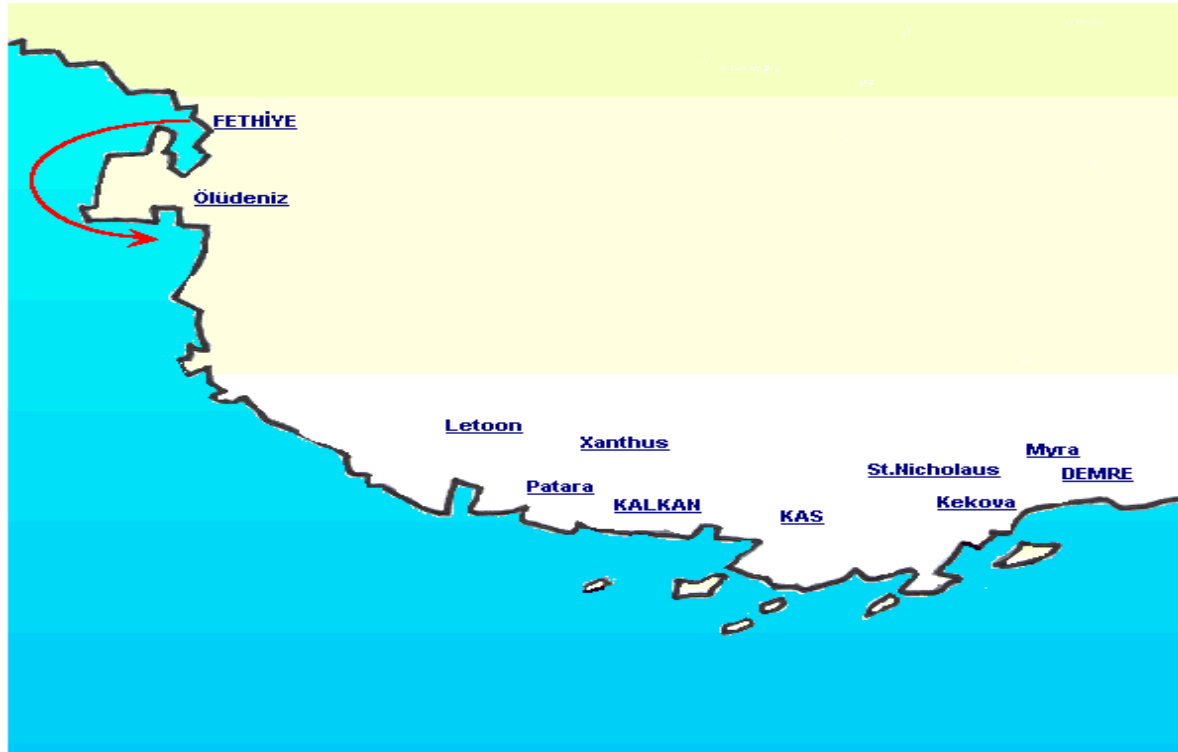 FETHİYE
Ölüdeniz
Letoon
Xanthus
Myra
St.Nicholaus
DEMRE
Patara
KALKAN
KAS
Kekova